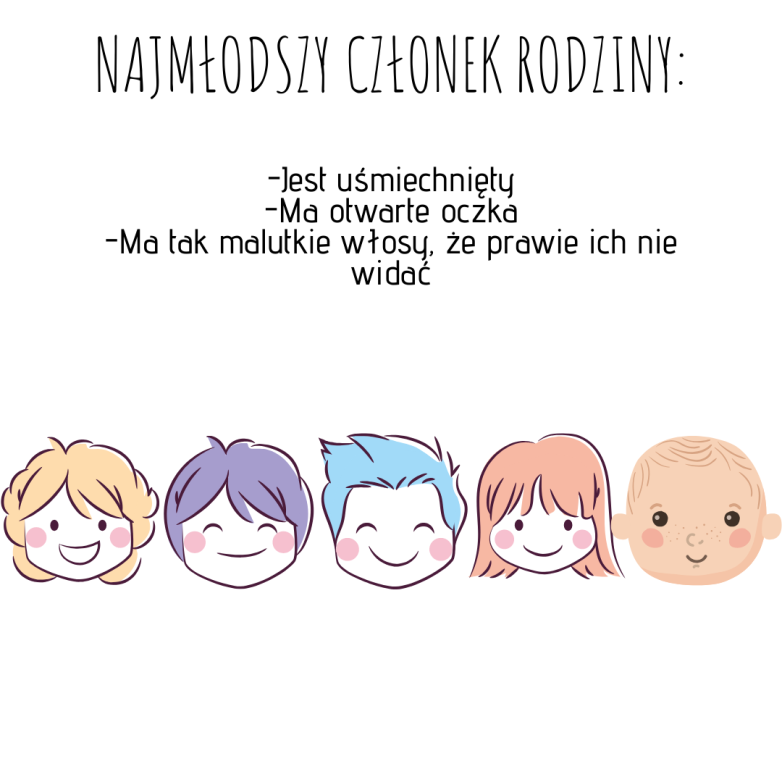 NAJMŁODSZY CZŁONEK RODZINY:
-Jest uśmiechnięty
-Ma otwarte oczka
-Ma tak malutkie włosy, że prawie ich nie
widać